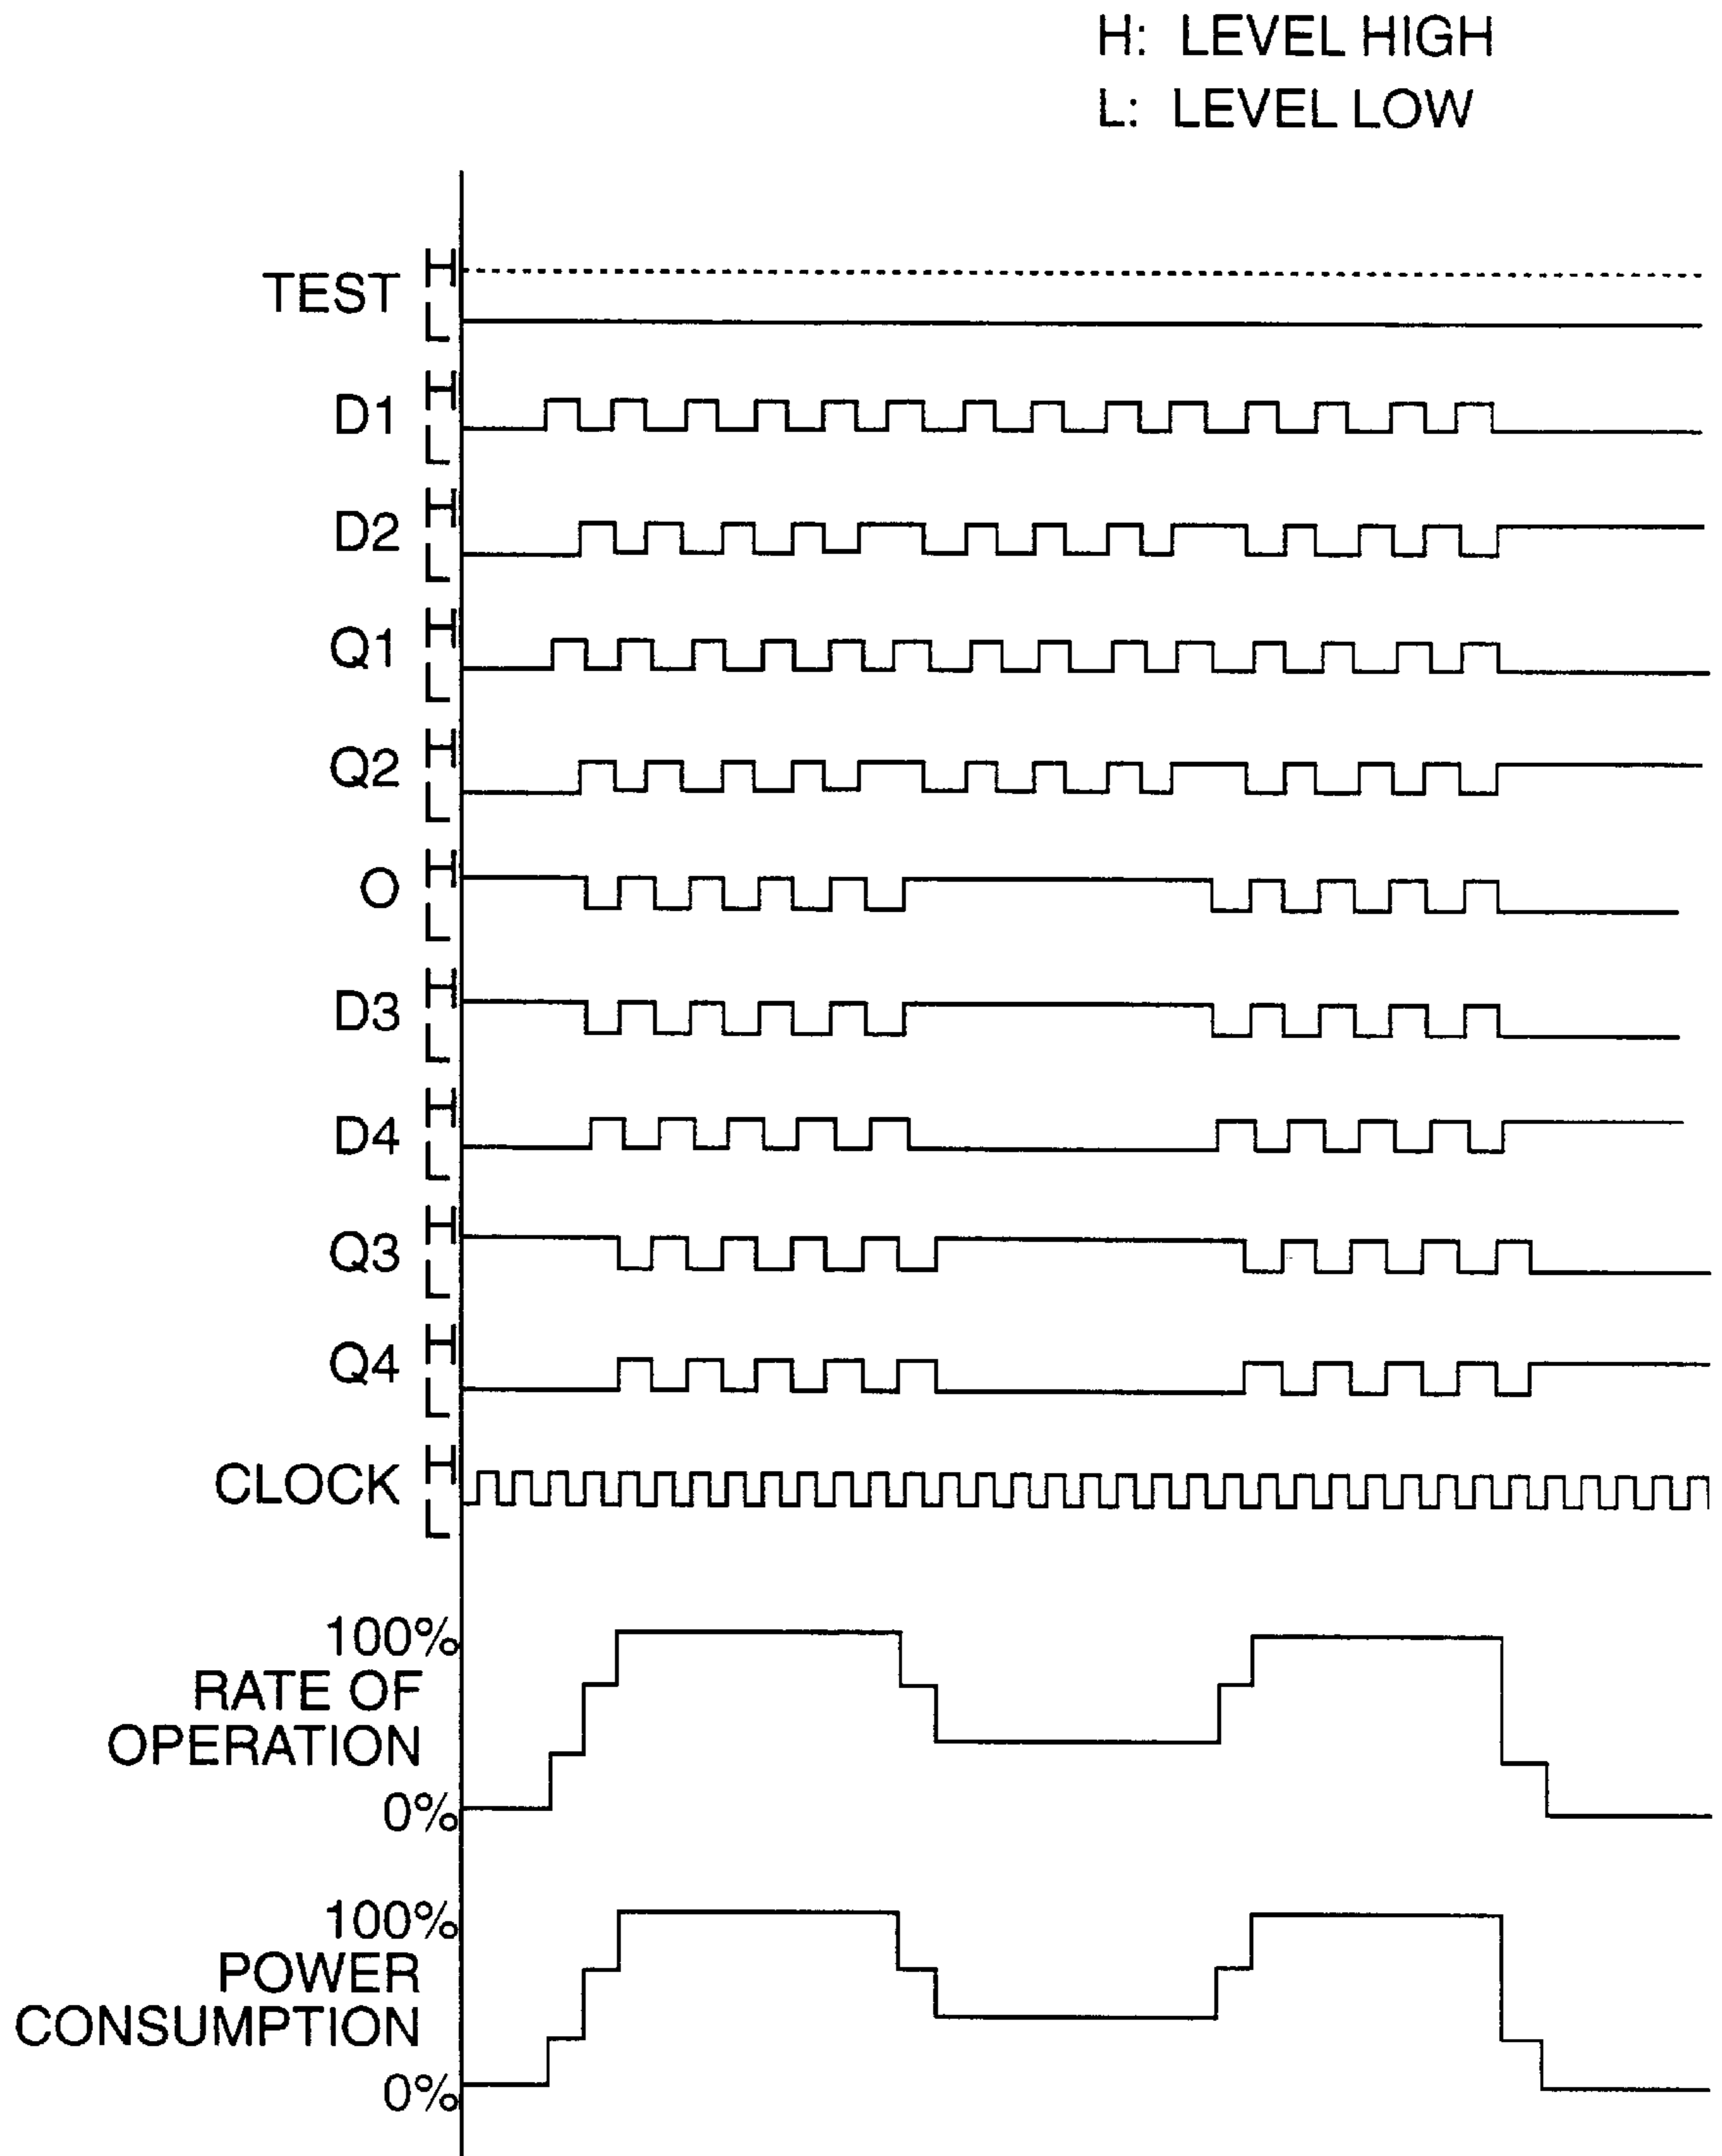 H: LEVEL HIGH
L: LEVEL LOW
TEST H
L
D1 H
L
D2 H
L
Q1 H
L
Q2 H
L
O H
L
D3 H
L
D4 H
L
Q3 H
L
Q4 H
L
CLOCK H
L
100%
RATE OF
OPERATION
0%
100%
POWER
CONSUMPTION
0%